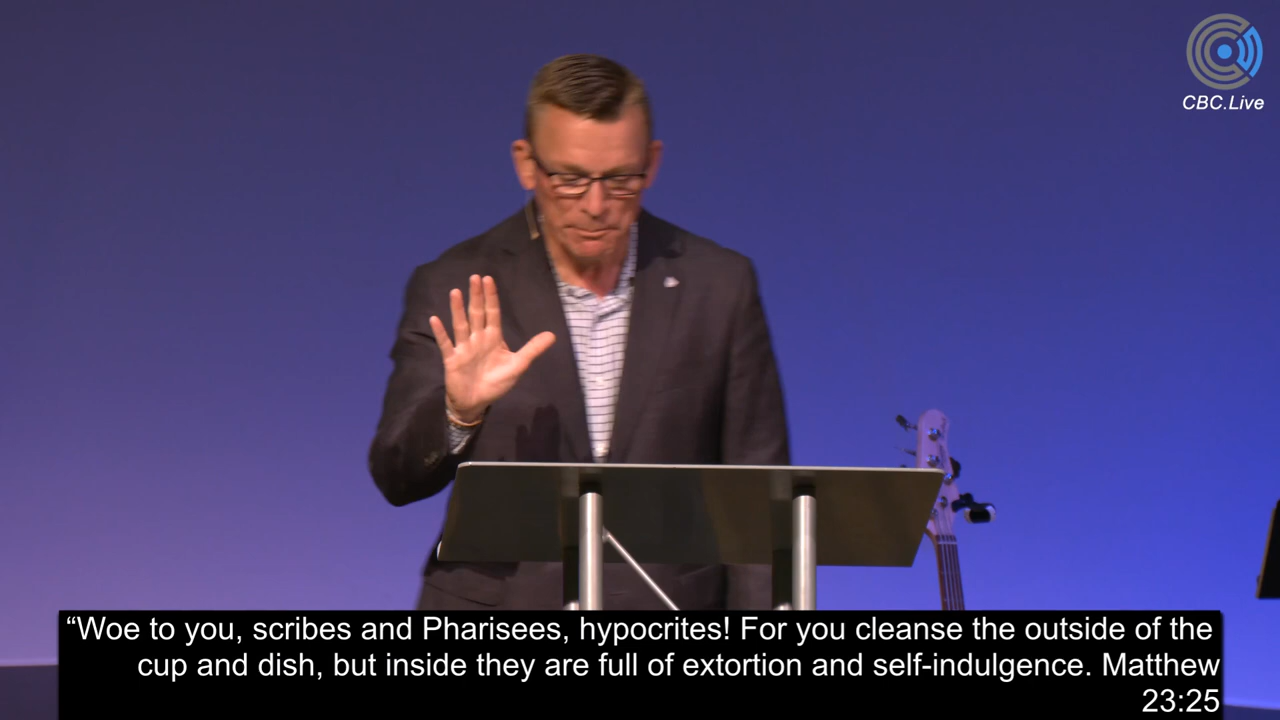 CBC.Live
“Woe to you, scribes and Pharisees, hypocrites! For you cleanse the outside of the
cup and dish, but inside they are full of extortion and self-indulgence. Matthew
23:25